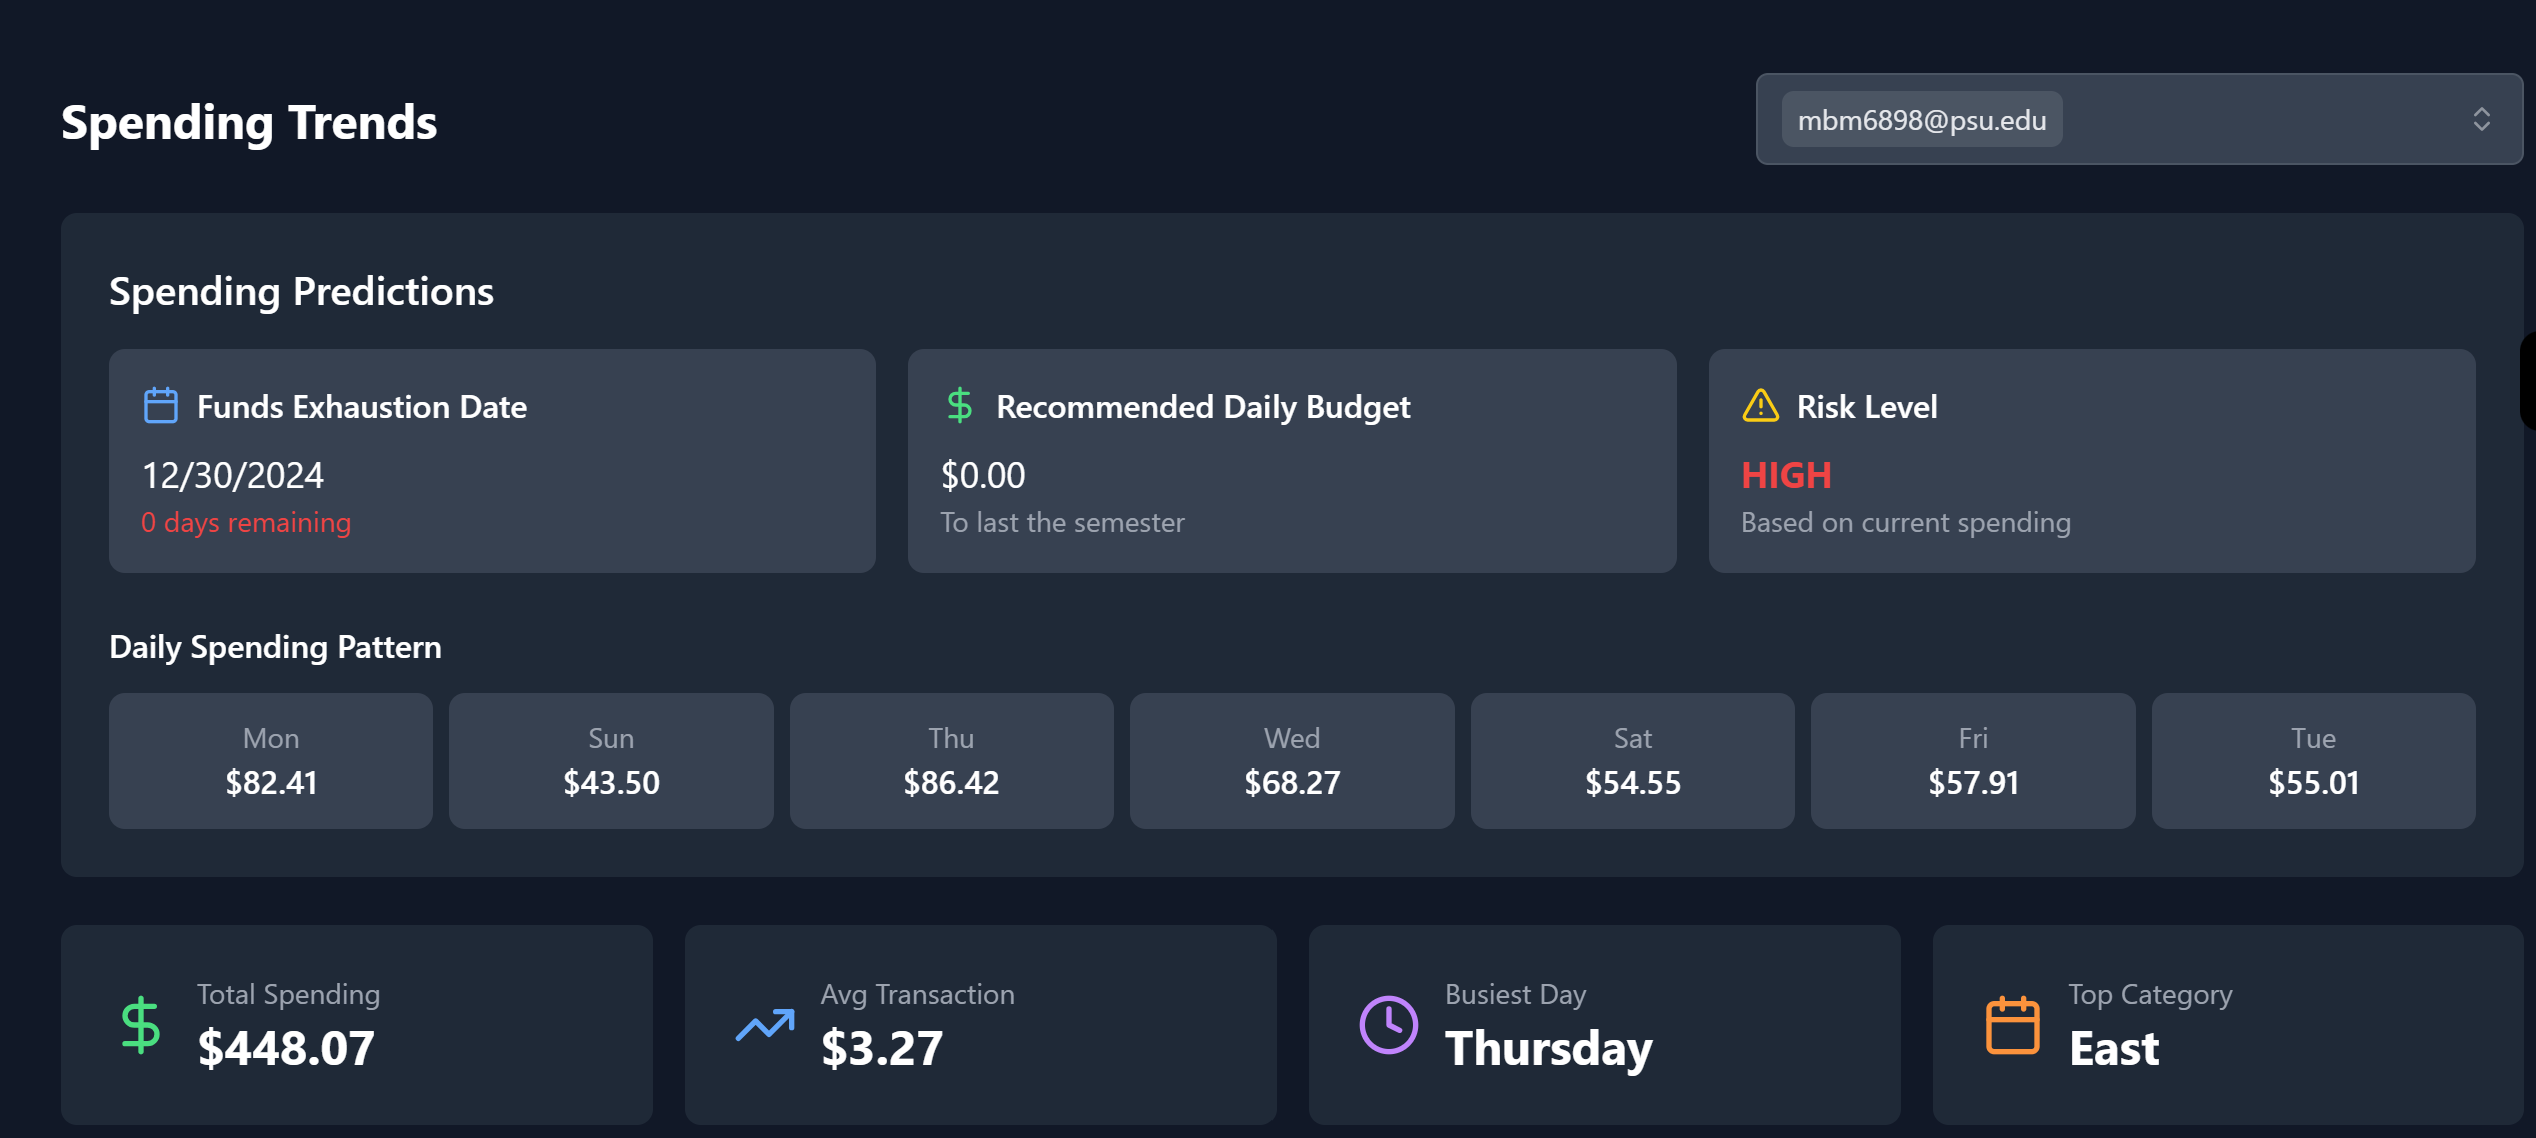 Spending Trends
mbm6898@psu.edu
Spending Predictions
Funds Exhaustion Date
12/30/2024
0 days remaining
Recommended Daily Budget
$0.00
To last the semester
Risk Level
HIGH
Based on current spending
Daily Spending Pattern
Mon
$82.41
Sun
$43.50
Thu
$86.42
Wed
$68.27
Sat
$54.55
Fri
$57.91
Tue
$55.01
Total Spending
$448.07
Avg Transaction
$3.27
Busiest Day
Thursday
Top Category
East